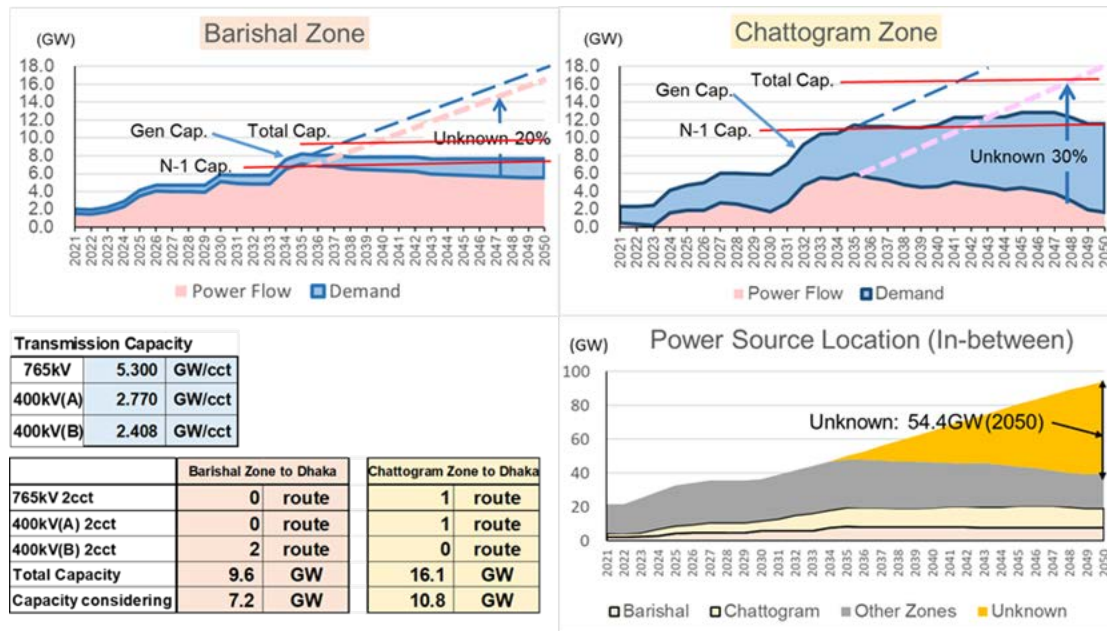 Barishal Zone
(GW)
18.0
16.0
14.0
12.0
10.0
8.0
6.0
4.0
2.0
0.0
Gen Cap.
Total Cap.
N-1 Cap.
Unknown 20%
2021 2022 2023 2024 2025 2026 2027 2028 2029 2030 2031 2032 2033 2034 2035 2036 2037 2038 2039 2040 2041 2042 2043 2044 2045 2046 2047 2048 2049 2050
Power Flow Demand
Chattogram Zone
(GW)
18.0
16.0
14.0
12.0
10.0
8.0
6.0
4.0
2.0
0.0
Total Cap.
Gen Cap.
N-1 Cap.
Unknown 30%
2021 2022 2023 2024 2025 2026 2027 2028 2029 2030 2031 2032 2033 2034 2035 2036 2037 2038 2039 2040 2041 2042 2043 2044 2045 2046 2047 2048 2049 2050
Power Flow Demand
Transmission Capacity
765kV 5.300 GW/cct
400kV(A) 2.770 GW/cct
400kV(B) 2.408 GW/cct
Barishal Zone to Dhaka Chattogram Zone to Dhaka
765kV 2cct 0 route 1 route
400kV(A) 2cct 0 route 1 route
400kV(B) 2cct 2 route 0 route
Total Capacity 9.6 GW 16.1 GW
Capacity considering 7.2 GW 10.8 GW
(GW) Power Source Location (In-between)
100
80
60
40
20
0
Unknown: 54.4GW(2050)
2021 2022 2023 2024 2025 2026 2027 2028 2029 2030 2031 2032 2033 2034 2035 2036 2037 2038 2039 2040 2041 2042 2043 2044 2045 2046 2047 2048 2049 2050
Barishal Chattogram Other Zones Unknown